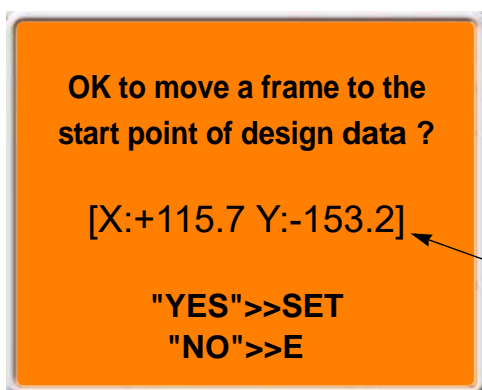 OK to move a frame to the
start point of design data ?
[X:+115.7 Y:-153.2]
"YES">>SET
"NO">>E